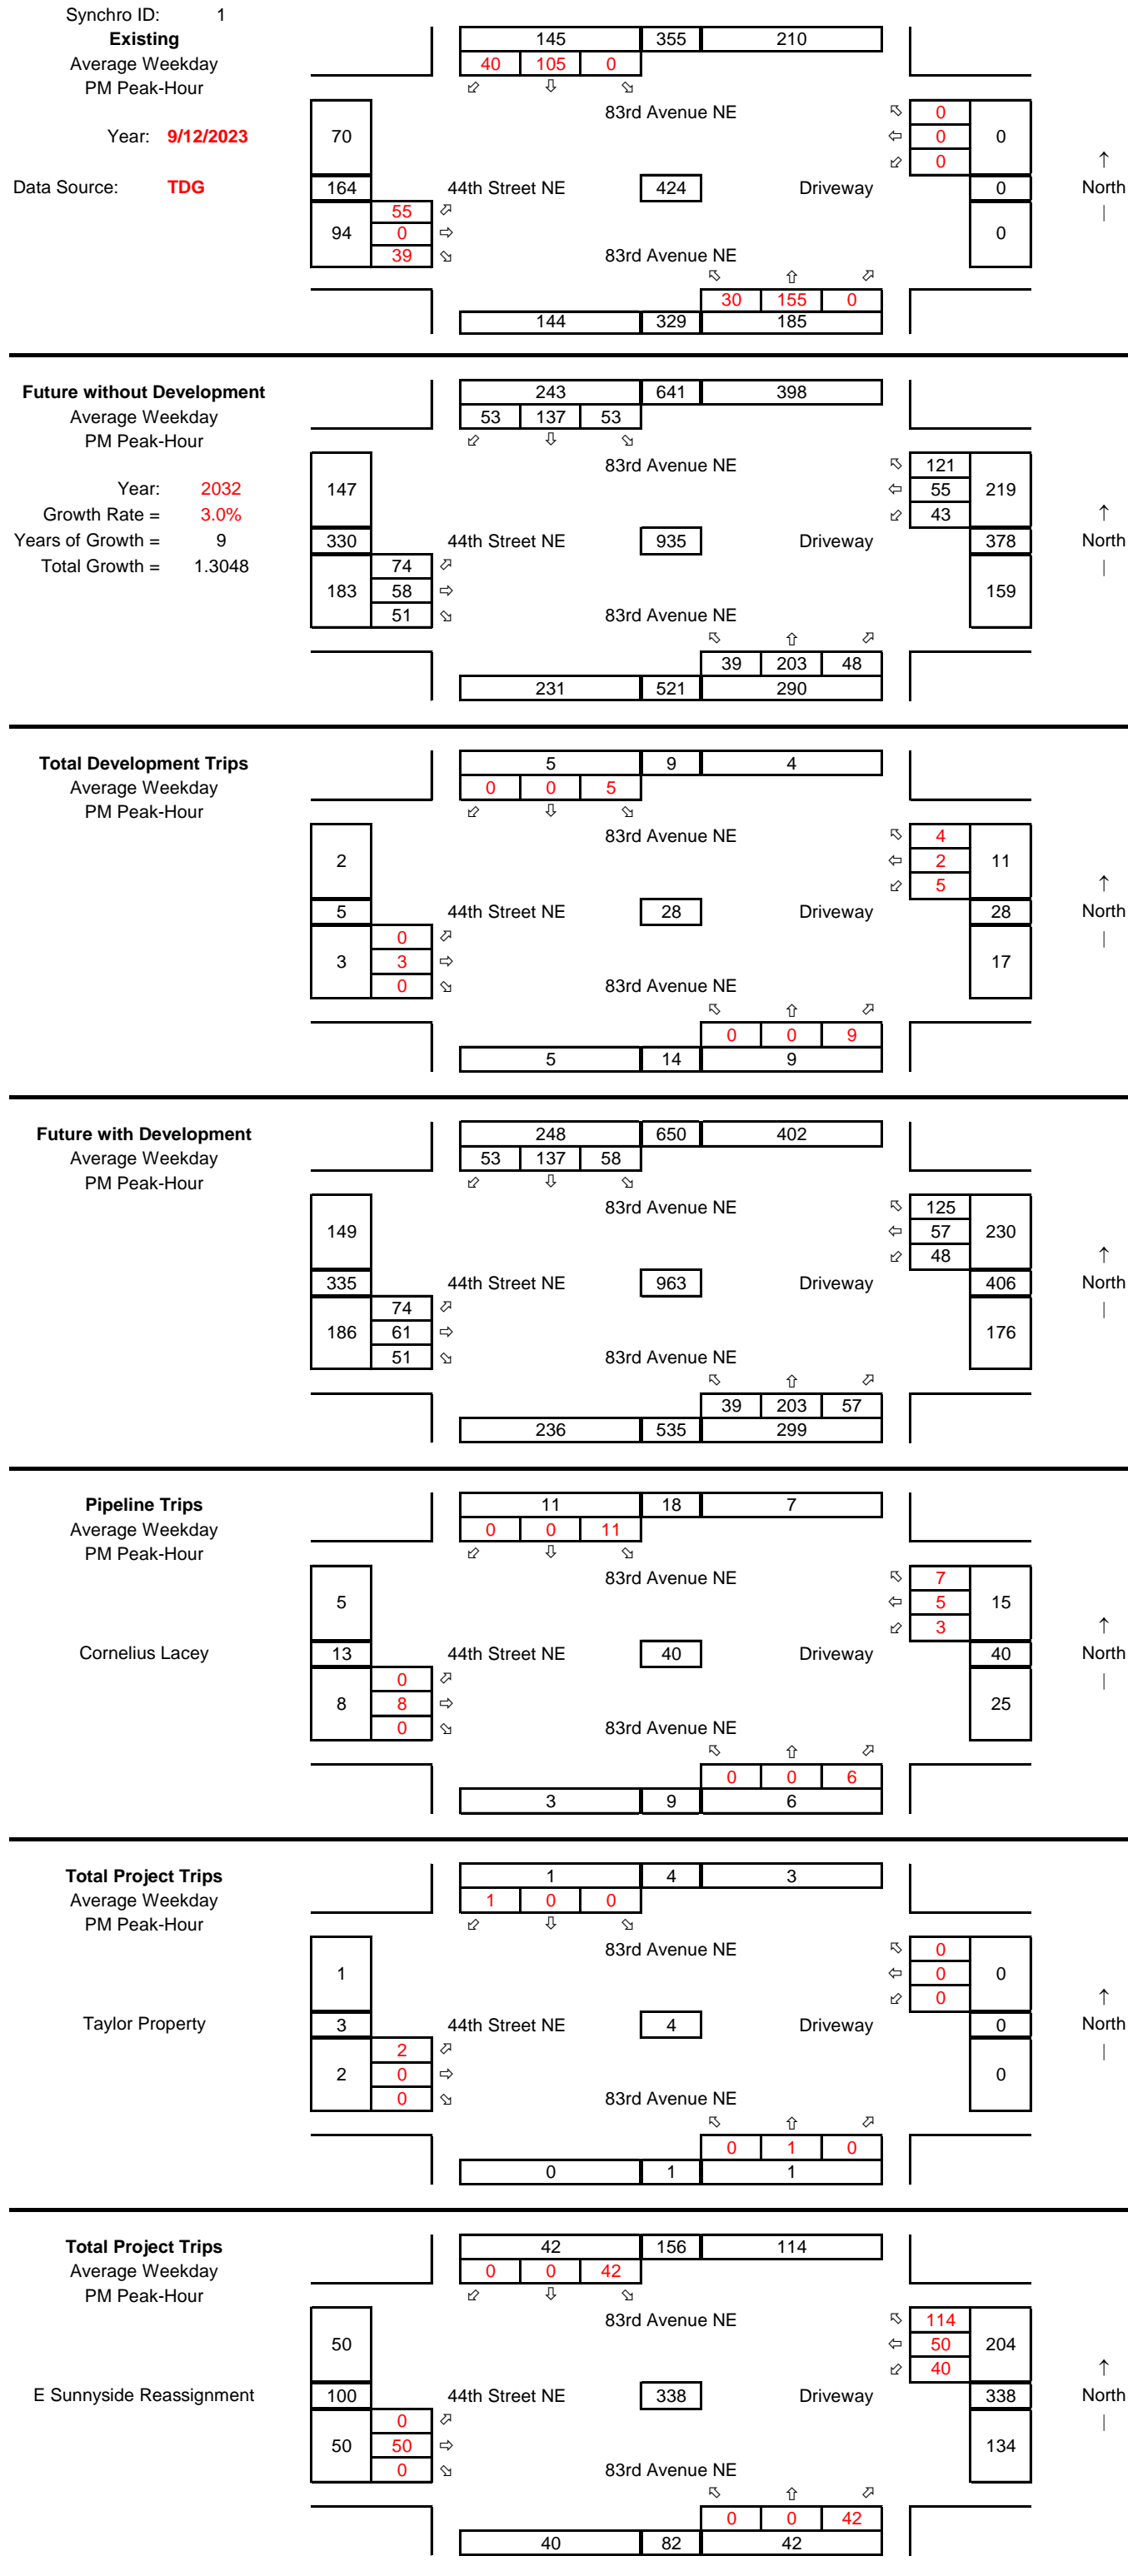 Synchro ID: 1
Existing 145 355 210
Average Weekday 40 105 0
PM Peak-Hour
83rd Avenue NE 0
Year: 9/12/2023 70 0 0
0
Data Source: TDG 164 44th Street NE 424 Driveway 0 North
55
94 0 0
39 83rd Avenue NE
30 155 0
144 329 185
Future without Development 243 641 398
Average Weekday 53 137 53
PM Peak-Hour
83rd Avenue NE 121
Year: 2032 147 55 219
Growth Rate = 3.0% 43
Years of Growth = 9 330 44th Street NE 935 Driveway 378 North
Total Growth = 1.3048 74
183 58 159
51 83rd Avenue NE
39 203 48
231 521 290
Total Development Trips 5 9 4
Average Weekday 0 0 5
PM Peak-Hour
83rd Avenue NE 4
2 2 11
5
5 44th Street NE 28 Driveway 28 North
0
3 3 17
0 83rd Avenue NE
0 0 9
5 14 9
Future with Development 248 650 402
Average Weekday 53 137 58
PM Peak-Hour
83rd Avenue NE 125
149 57 230
48
335 44th Street NE 963 Driveway 406 North
74
186 61 176
51 83rd Avenue NE
39 203 57
236 535 299
Pipeline Trips 11 18 7
Average Weekday 0 0 11
PM Peak-Hour
83rd Avenue NE 7
5 5 15
3
Cornelius Lacey 13 44th Street NE 40 Driveway 40 North
0
8 8 25
0 83rd Avenue NE
0 0 6
3 9 6
Total Project Trips 1 4 3
Average Weekday 1 0 0
PM Peak-Hour
83rd Avenue NE 0
1 0 0
0
Taylor Property 3 44th Street NE 4 Driveway 0 North
2
2 0 0
0 83rd Avenue NE
0 1 0
0 1 1
Total Project Trips 42 156 114
Average Weekday 0 0 42
PM Peak-Hour
83rd Avenue NE 114
50 50 204
40
E Sunnyside Reassignment 100 44th Street NE 338 Driveway 338 North
0
50 50 134
0 83rd Avenue NE
0 0 42
40 82 42